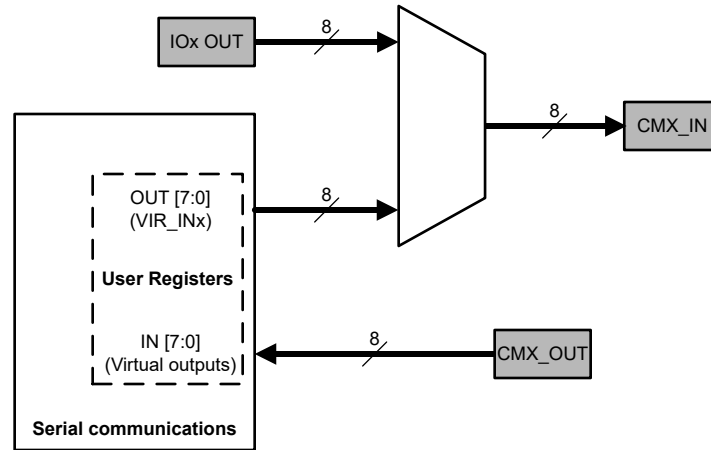 IOx OUT
8
8
CMX_IN
OUT [7:0]
(VIR_INx)
8
User Registers
IN [7:0]
(Virtual outputs)
8
CMX_OUT
Serial communications